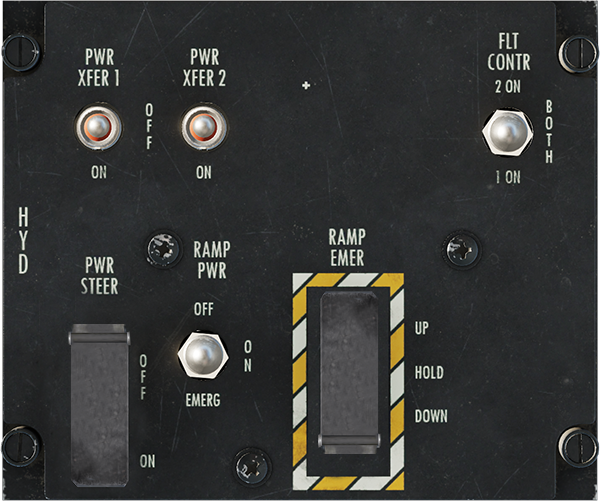 PWR
XFER 1
PWR
XFER 2
FLT
CONTR
2 ON
OFF
BOTH
ON
ON
1 ON
HYD
RAMP
PWR
RAMP
EMER
PWR
STEER
OFF
UP
OFF
ON
HOLD
EMERG
DOWN
ON